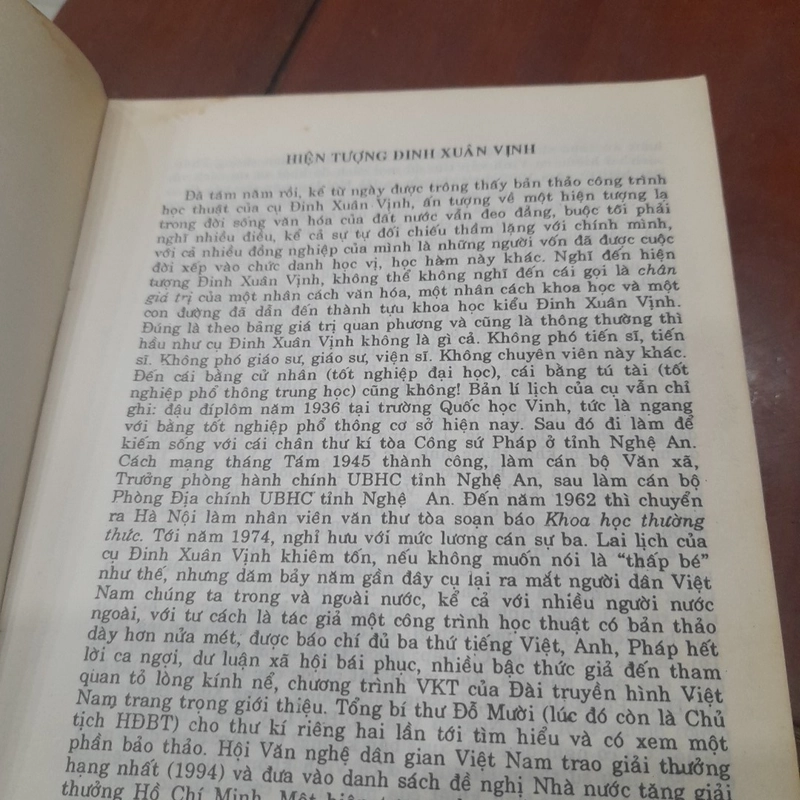 HIỆN TƯỢNG ĐINH XUÂN VỊNH
Đã tám năm rồi, kể từ ngày được trông thấy bản thảo công trình
học thuật của cụ Đinh Xuân Vịnh, ấn tượng về một hiện tượng lạ
trong đời sống văn hóa của đất nước vẫn đeo đẳng, buộc tôi phải
nghĩ nhiều điều, kể cả sự tự đối chiếu thầm lặng với chính mình,
với cả nhiều đồng nghiệp của mình là những người vốn đã được cuộc
đời xếp vào chức danh học vị, học hàm này khác. Nghĩ đến hiện
tượng Đinh Xuân Vịnh, không thể không nghĩ đến cái gọi là chân
giá trị của một nhân cách văn hóa, một nhân cách khoa học và một
con đường đã dẫn đến thành tựu khoa học kiểu Đinh Xuân Vịnh.
Đúng là theo bảng giá trị quan phương và cũng là thông thường thì
hầu như cụ Đinh Xuân Vịnh không là gì cả. Không phó tiến sĩ, tiến
sĩ. Không phó giáo sư, giáo sư, viện sĩ. Không chuyên viên này khác.
Đến cái bằng cử nhân (tốt nghiệp đại học), cái bằng tú tài (tốt
nghiệp phổ thông trung học) cũng không! Bản lí lịch của cụ vẫn chỉ
ghi: đậu điplôm năm 1936 tại trường Quốc học Vinh, tức là ngang
với bằng tốt nghiệp phổ thông cơ sở hiện nay. Sau đó đi làm để
kiếm sống với cái chân thư kí tòa Công sứ Pháp ở tỉnh Nghệ An.
Cách mạng tháng Tám 1945 thành công, làm cán bộ Văn xã,
Trưởng phòng hành chính UBHC tỉnh Nghệ An, sau làm cán bộ
Phòng Địa chính UBHC tỉnh Nghệ An. Đến năm 1962 thì chuyển
ra Hà Nội làm nhân viên văn thư tòa soạn báo Khoa học thường
thức. Tới năm 1974, nghỉ hưu với mức lương cán sự ba. Lai lịch của
cụ Đinh Xuân Vịnh khiêm tốn, nếu không muốn nói là “thấp bé”
như thế, nhưng dăm bảy năm gần đây cụ lại ra mắt người dân Việt
Nam chúng ta trong và ngoài nước, kể cả với nhiều người nước
ngoài, với tư cách là tác giả một công trình học thuật có bản thảo
dày hơn nửa mét, được báo chí đủ ba thứ tiếng Việt, Anh, Pháp hết
lời ca ngợi, dư luận xã hội bái phục, nhiều bậc thức giả đến tham
quan tỏ lòng kính nể, chương trình VKT của Đài truyền hình Việt
Nam trang trọng giới thiệu. Tổng bí thư Đỗ Mười (lúc đó còn là Chủ
tịch HĐBT) cho thư kí riêng hai lần tới tìm hiểu và có xem một
phần bảo thảo. Hội Văn nghệ dân gian Việt Nam trao giải thưởng
hạng nhất (1994) và đưa vào danh sách đề nghị Nhà nước tặng giải
thưởng Hồ Chí Minh. Một hiện